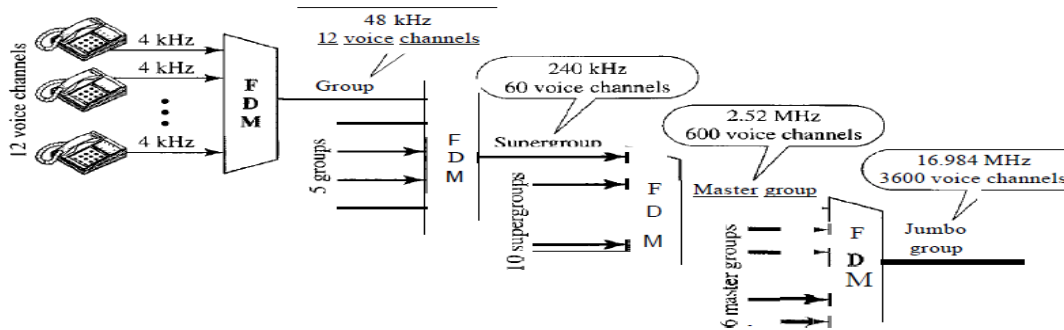 12 voice channels
4 kHz
4 kHz
4 kHz
F
D
M
48 kHz
12 voice channels
Group
5 groups
F
D
M
240 kHz
60 voice channels
Supergroup
10 supergroups
F
D
M
2.52 MHz
600 voice channels
Master group
6 master groups
F
D
M
16.984 MHz
3600 voice channels
Jumbo
group